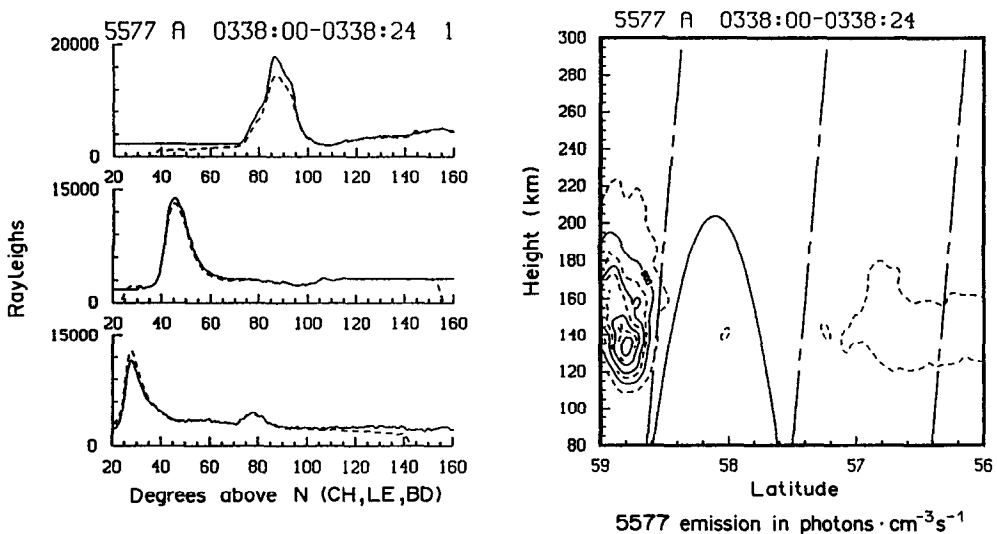 5577 A 0338:00-0338:24 1
20000
0
20 40 60 80 100 120 140 160
15000
0
20 40 60 80 100 120 140 160
15000
0
20 40 60 80 100 120 140 160
Rayleighs
Degrees above N (CH,LE,BD)
5577 A 0338:00-0338:24
300
280
260
240
220
200
180
160
140
120
100
80
Height (km)
59 58 57 56
Latitude
5577 emission in photons·cm⁻³s⁻¹